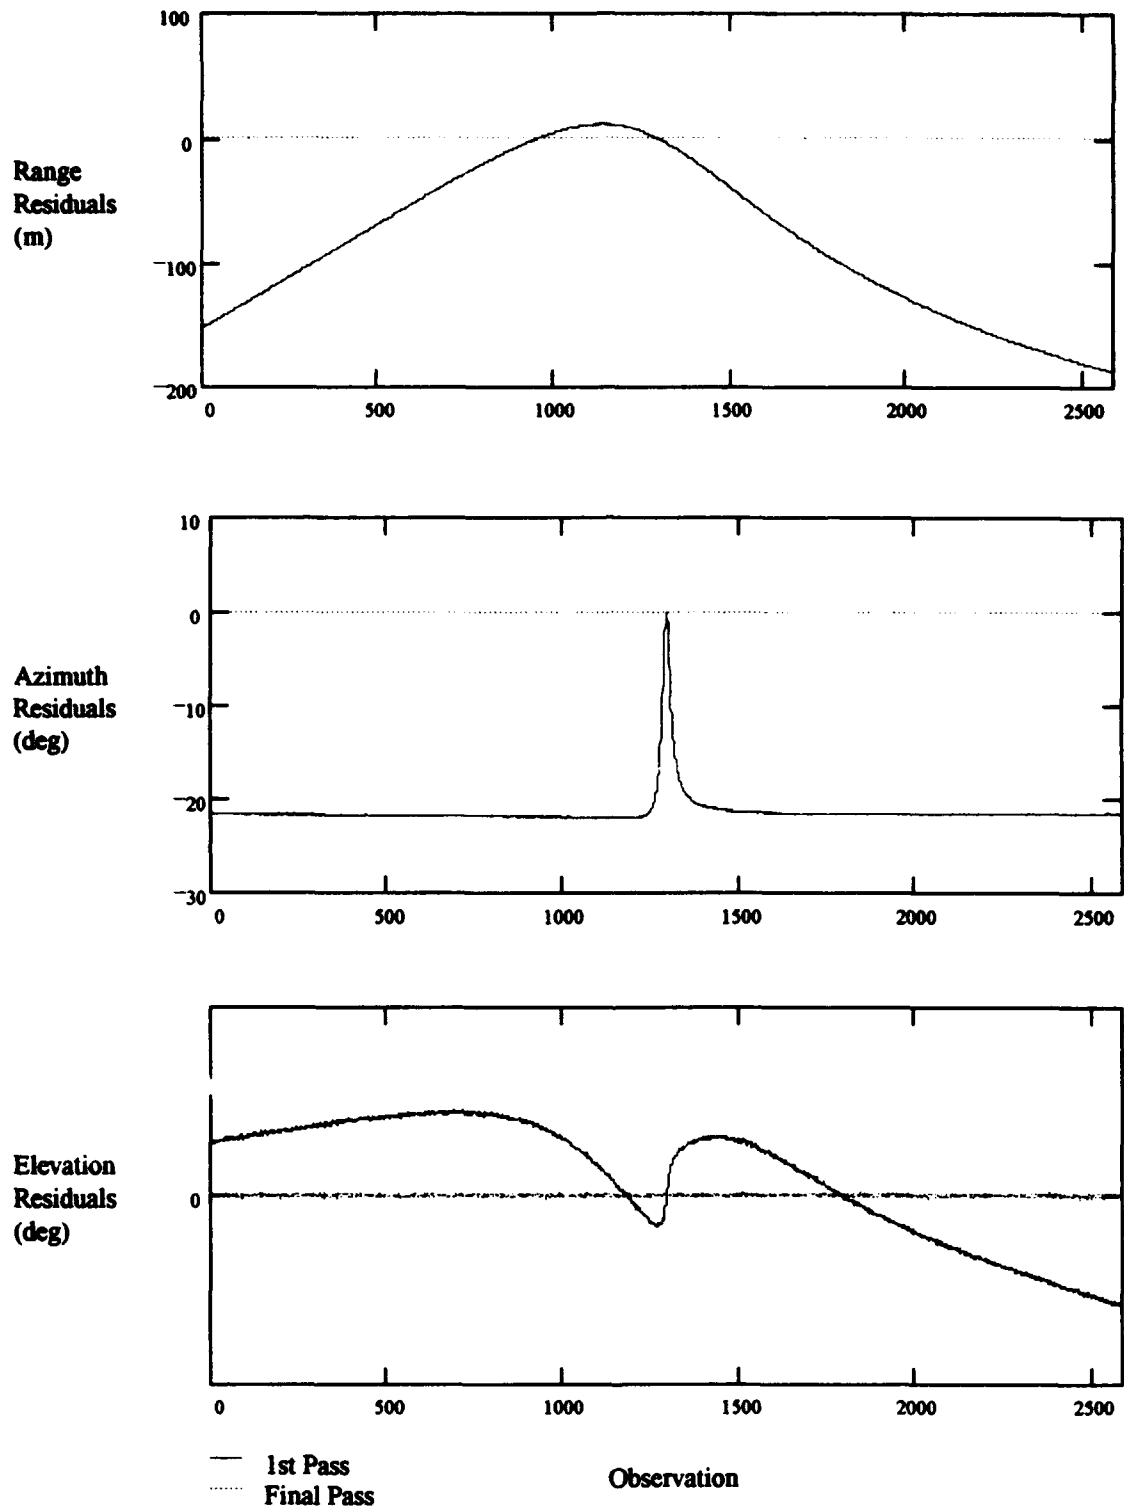 100
0
Range
Residuals
(m)
−100
−200
0 500 1000 1500 2000 2500
10
0
Azimuth
Residuals
(deg)
−10
−20
−30
0 500 1000 1500 2000 2500
Elevation
Residuals
(deg)
0
0 500 1000 1500 2000 2500
1st Pass
Final Pass
Observation